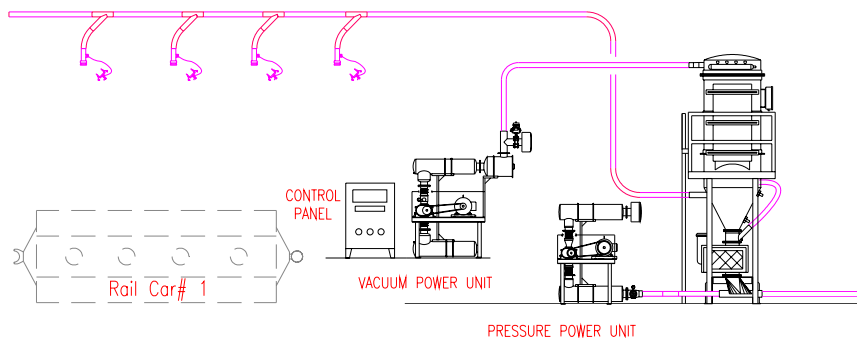 CONTROL
PANEL
Rail Car# 1
VACUUM POWER UNIT
PRESSURE POWER UNIT